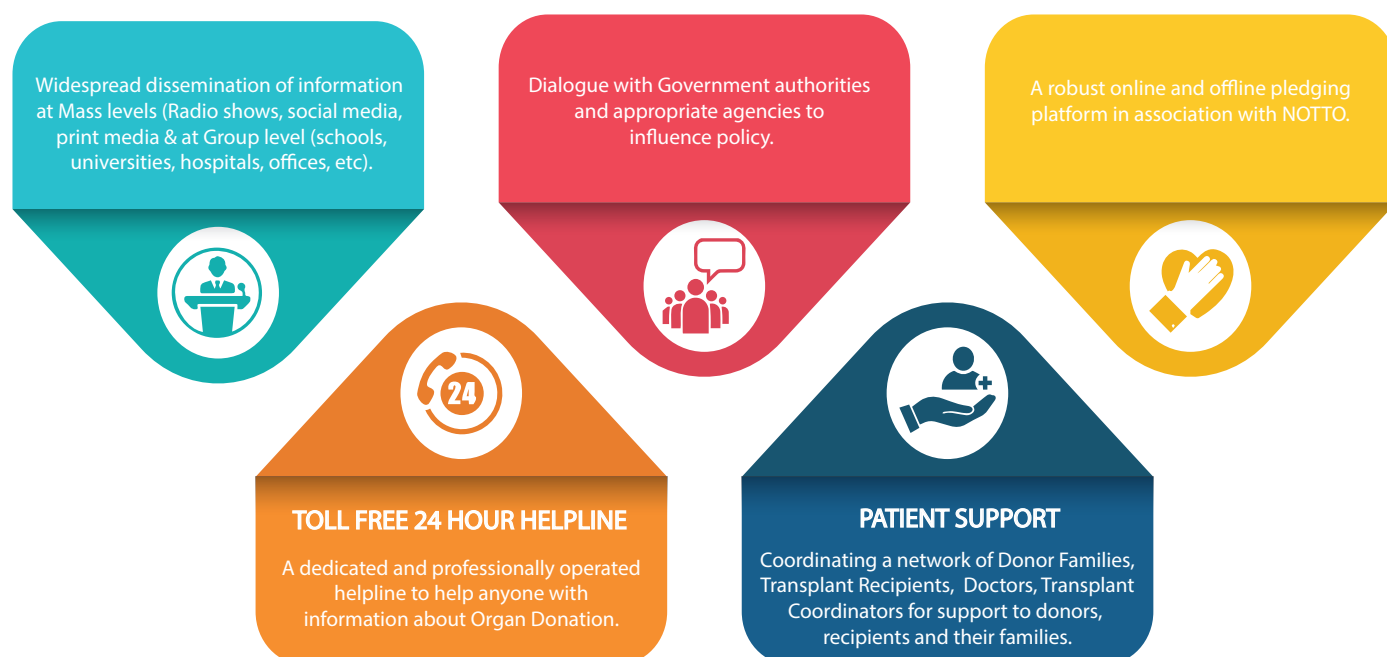 Widespread dissemination of information
at Mass levels (Radio shows, social media,
print media & at Group level (schools,
universities, hospitals, offices, etc).
Dialogue with Government authorities
and appropriate agencies to
influence policy.
A robust online and offline pledging
platform in association with NOTTO.
24
TOLL FREE 24 HOUR HELPLINE
A dedicated and professionally operated
helpline to help anyone with
information about Organ Donation.
PATIENT SUPPORT
Coordinating a network of Donor Families,
Transplant Recipients, Doctors, Transplant
Coordinators for support to donors,
recipients and their families.